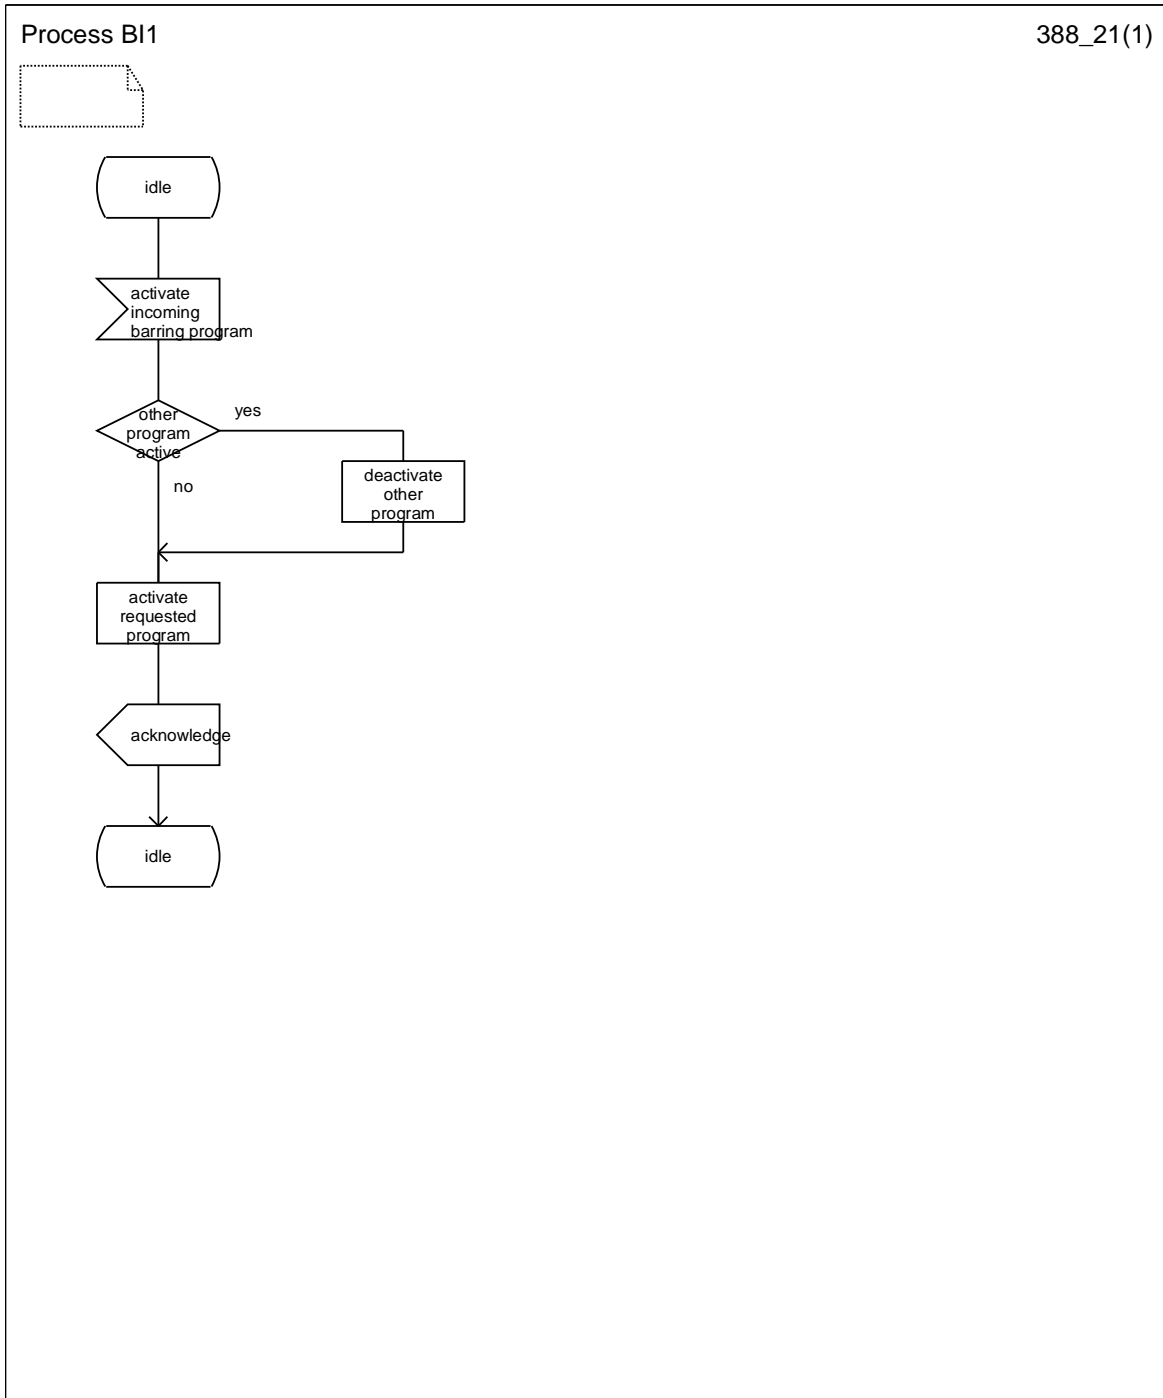 Process BI1
388_21(1)
idle
activate
incoming
barring program
other
program
active
yes
no
deactivate
other
program
activate
requested
program
acknowledge
idle